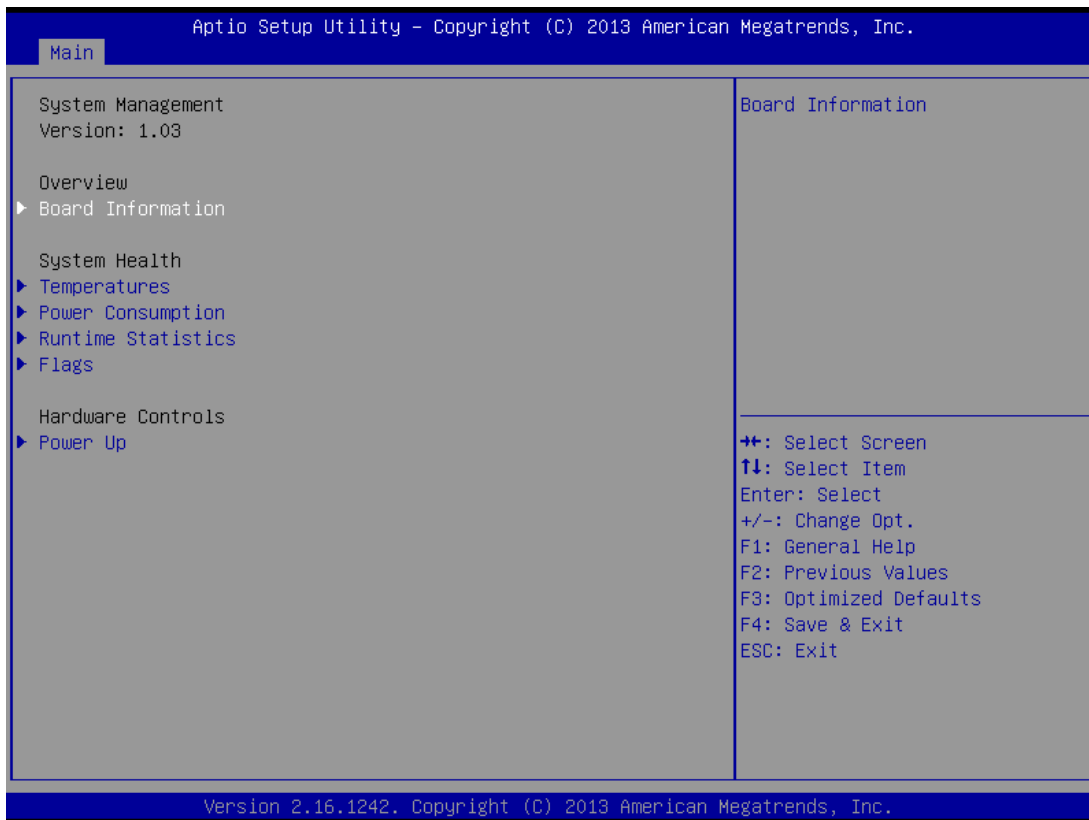 Aptio Setup Utility – Copyright (C) 2013 American Megatrends, Inc.
Main
System Management
Version: 1.03
Overview
▶ Board Information
System Health
▶ Temperatures
▶ Power Consumption
▶ Runtime Statistics
▶ Flags
Hardware Controls
▶ Power Up
Board Information
→←: Select Screen
↑↓: Select Item
Enter: Select
+/-: Change Opt.
F1: General Help
F2: Previous Values
F3: Optimized Defaults
F4: Save & Exit
ESC: Exit
Version 2.16.1242. Copyright (C) 2013 American Megatrends, Inc.